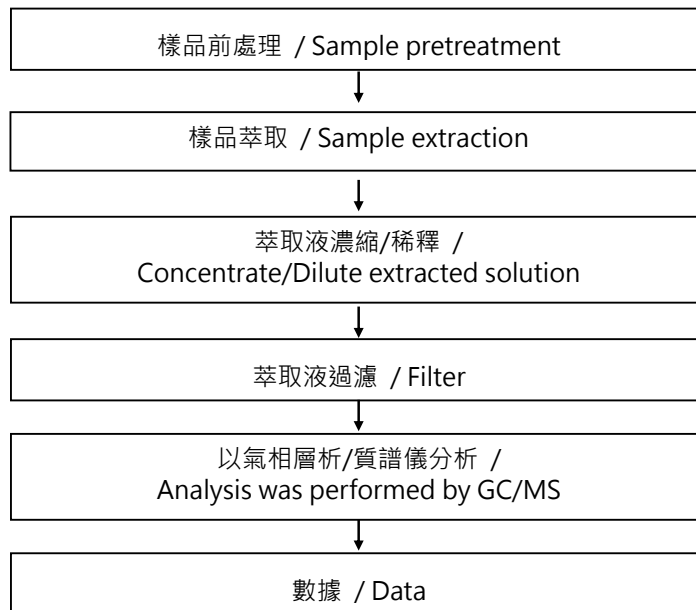 樣品前處理 / Sample pretreatment
樣品萃取 / Sample extraction
萃取液濃縮/稀釋 /
Concentrate/Dilute extracted solution
萃取液過濾 / Filter
以氣相層析/質譜儀分析 /
Analysis was performed by GC/MS
數據 / Data